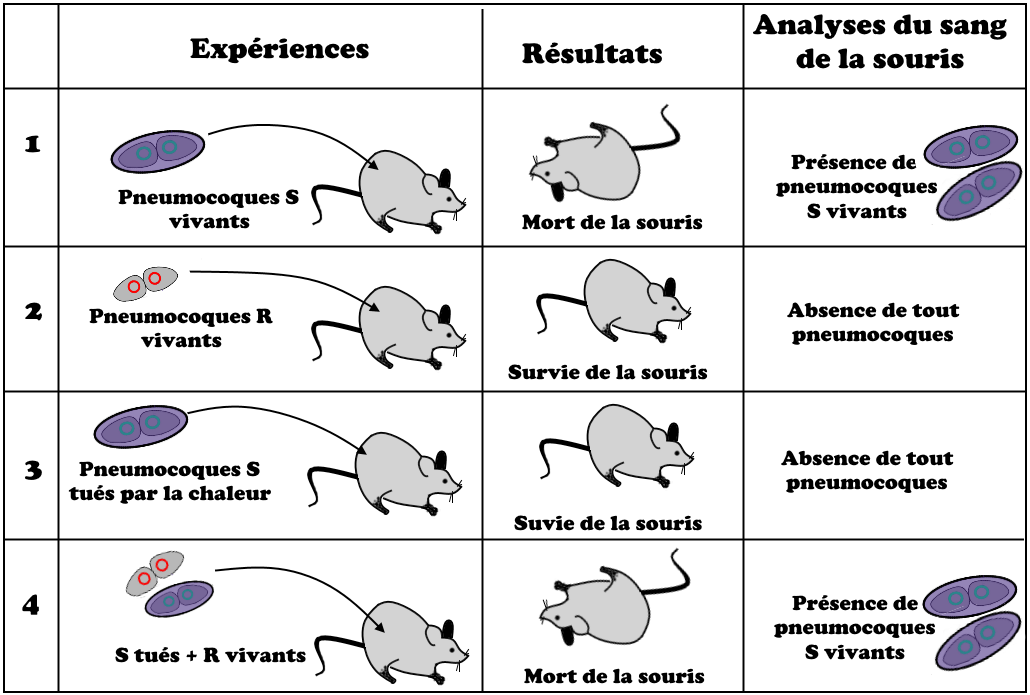 Expériences
Résultats
Analyses du sang
de la souris
1
Pneumocoques S
vivants
Mort de la souris
Présence de
pneumocoques
S vivants
2
Pneumocoques R
vivants
Survie de la souris
Absence de tout
pneumocoques
3
Pneumocoques S
tués par la chaleur
Suvie de la souris
Absence de tout
pneumocoques
4
S tués + R vivants
Mort de la souris
Présence de
pneumocoques
S vivants